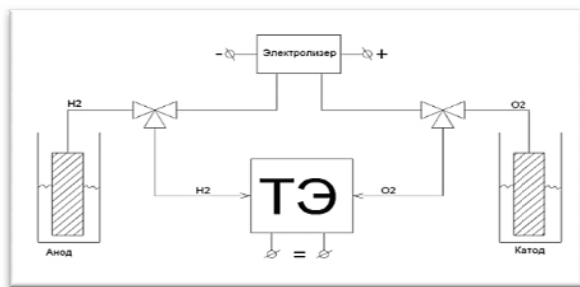 - Электролизер +
H2
O2
H2
ТЭ
O2
Анод
=
Катод